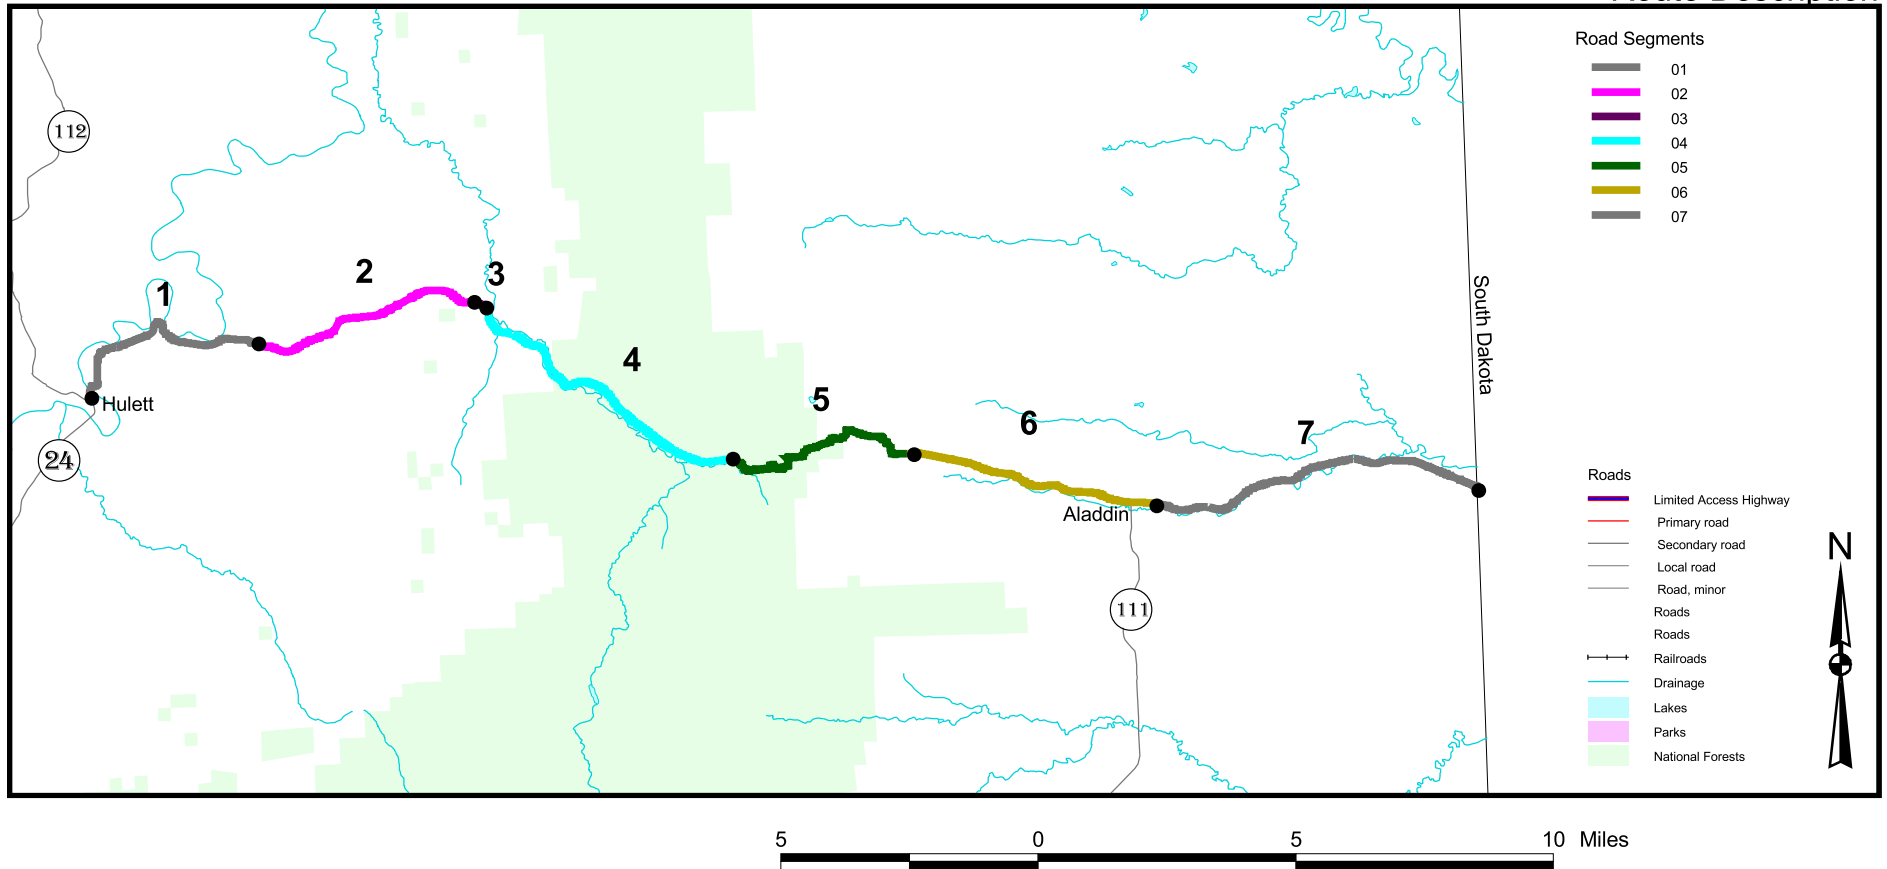 Route Description
Road Segments
01
02
03
04
05
06
07
112
1
2
3
4
5
6
7
Hulett
24
Aladdin
111
South Dakota
Roads
Limited Access Highway
Primary road
Secondary road
Local road
Road, minor
Roads
Roads
Railroads
Drainage
Lakes
Parks
National Forests
N
5 0 5 10 Miles